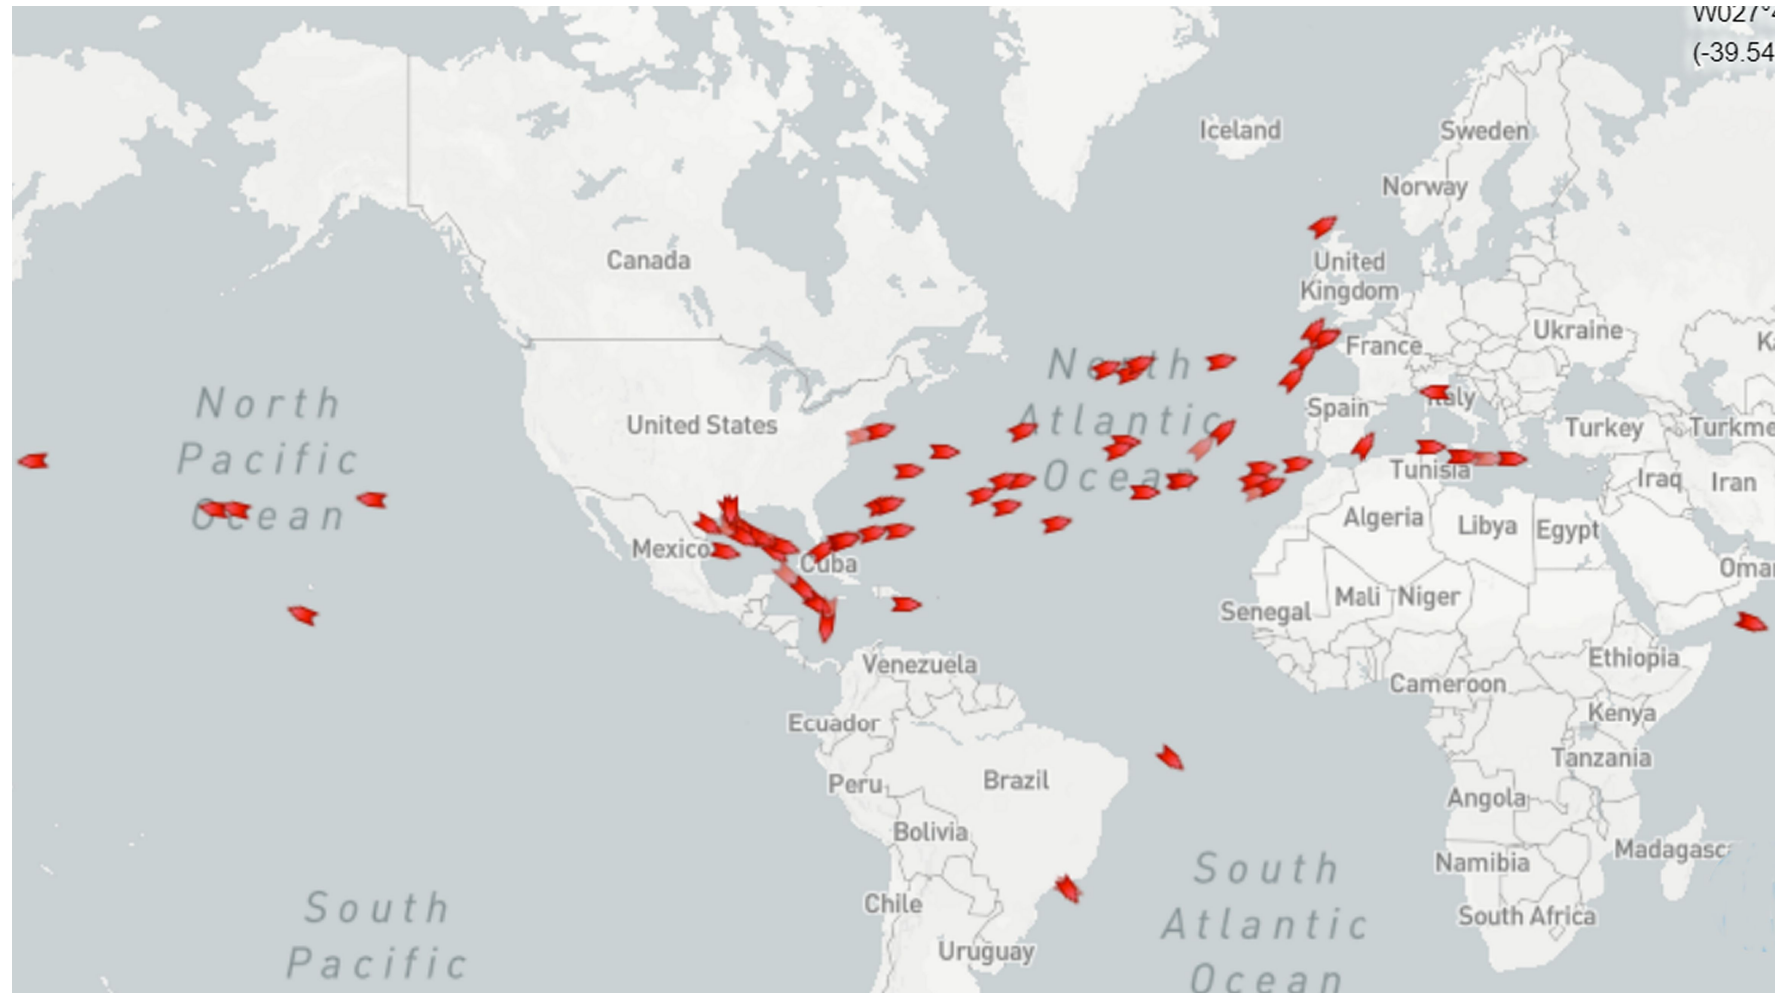 W027°4
(-39.54
Iceland
Sweden
Norway
Canada
United
Kingdom
Ukraine
France
Ka
North
Atlantic
Ocean
North
Pacific
Ocean
United States
Spain
Italy
Turkey
Turkme
Tunisia
Iraq
Iran
Algeria
Libya
Egypt
Mexico
Cuba
Oman
Mali
Niger
Senegal
Venezuela
Ethiopia
Cameroon
Ecuador
Kenya
Tanzania
Peru
Brazil
Angola
Bolivia
Namibia
Madagasc
South
Atlantic
Ocean
Chile
South
Pacific
South Africa
Uruguay